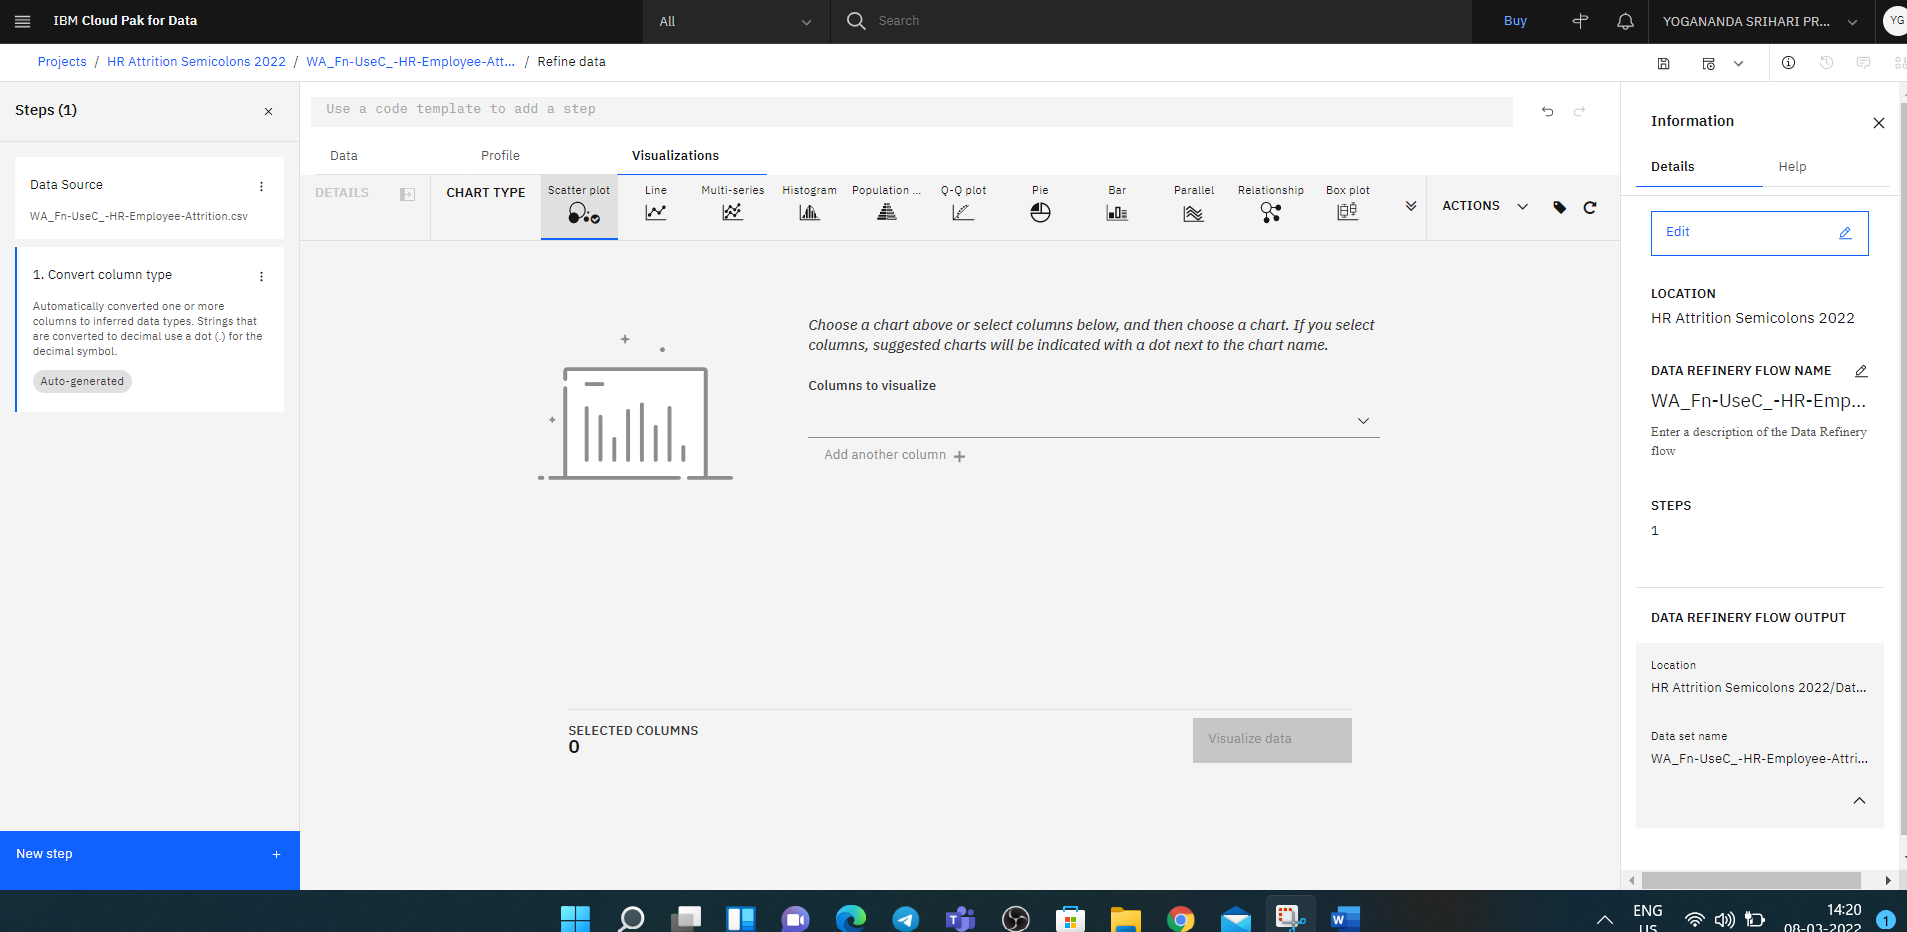 IBM Cloud Pak for Data
All
Search
Buy
YOGANANDA SRIHARI PR...
YG
Projects / HR Attrition Semicolons 2022 / WA_Fn-UseC_-HR-Employee-Att... / Refine data
Steps (1)
Data Source
WA_Fn-UseC_-HR-Employee-Attrition.csv
1. Convert column type
Automatically converted one or more
columns to inferred data types. Strings that
are converted to decimal use a dot (.) for the
decimal symbol.
Auto-generated
New step
Use a code template to add a step
Data
Profile
Visualizations
DETAILS
CHART TYPE
Scatter plot
Line
Multi-series
Histogram
Population ...
Q-Q plot
Pie
Bar
Parallel
Relationship
Box plot
ACTIONS
Choose a chart above or select columns below, and then choose a chart. If you select
columns, suggested charts will be indicated with a dot next to the chart name.
Columns to visualize
Add another column
SELECTED COLUMNS
0
Visualize data
Information
Details
Help
Edit
LOCATION
HR Attrition Semicolons 2022
DATA REFINERY FLOW NAME
WA_Fn-UseC_-HR-Emp...
Enter a description of the Data Refinery
flow
STEPS
1
DATA REFINERY FLOW OUTPUT
Location
HR Attrition Semicolons 2022/Dat...
Data set name
WA_Fn-UseC_-HR-Employee-Attri...
ENG
US
14:20
08-03-2022
1